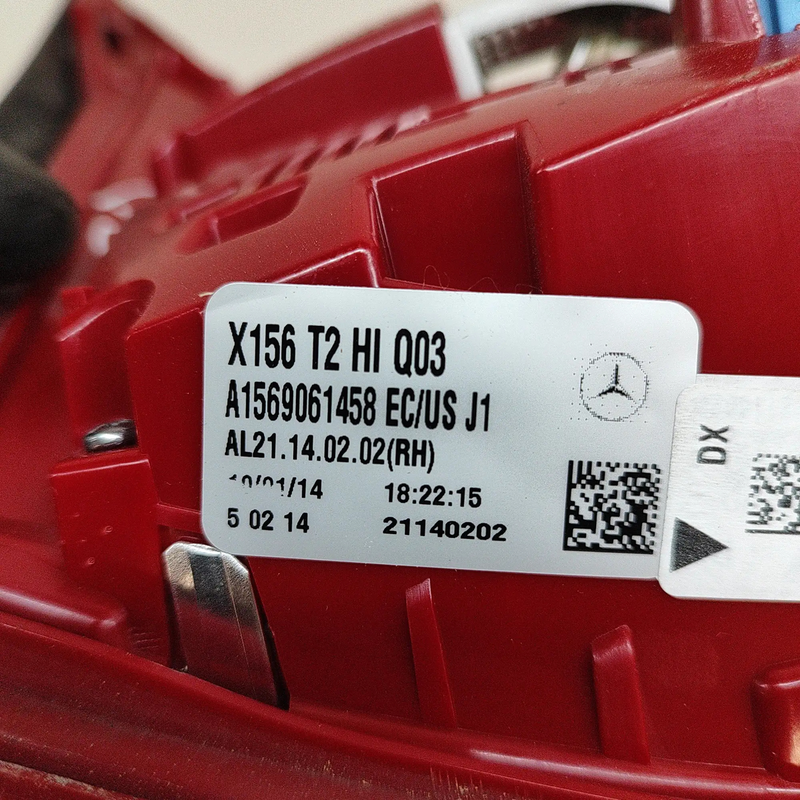 X156 T2 HI Q03
A1569061458 EC/US J1
AL21.14.02.02(RH)
/14 18:22:15
5 02 14 21140202
DX